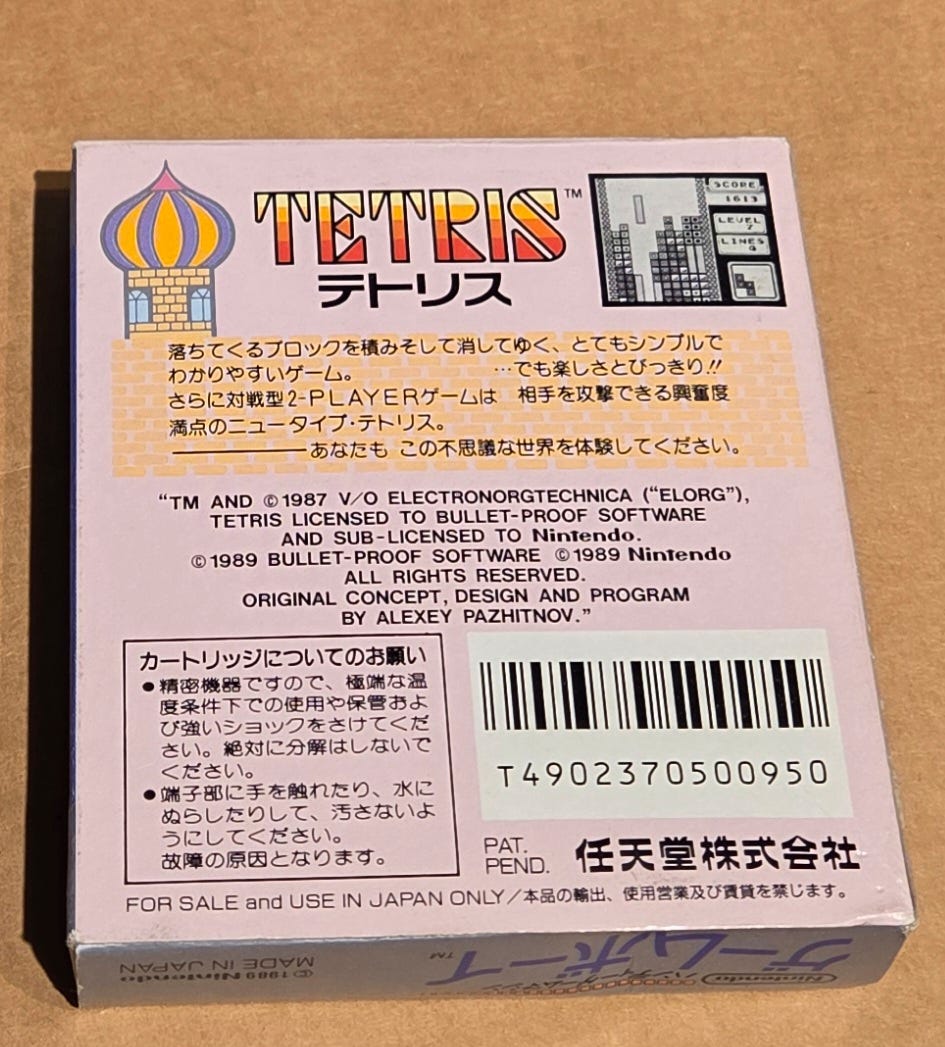 TETRIS™
テトリス
SCORE
1613
LEVEL
7
LINES
9
落ちてくるブロックを積みそして消してゆく、とてもシンプルで
わかりやすいゲーム。 …でも楽しさとびっきり!!
さらに対戦型2-PLAYERゲームは 相手を攻撃できる興奮度
満点のニュータイプ・テトリス。
————あなたも この不思議な世界を体験してください。
“TM AND ©1987 V/O ELECTRONORGTECHNICA (“ELORG”),
TETRIS LICENSED TO BULLET-PROOF SOFTWARE
AND SUB-LICENSED TO Nintendo.
©1989 BULLET-PROOF SOFTWARE ©1989 Nintendo
ALL RIGHTS RESERVED.
ORIGINAL CONCEPT, DESIGN AND PROGRAM
BY ALEXEY PAZHITNOV.”
カートリッジについてのお願い
●精密機器ですので、極端な温
度条件下での使用や保管およ
び強いショックをさけてくだ
さい。絶対に分解はしないで
ください。
●端子部に手を触れたり、水に
ぬらしたりして、汚さないよ
うにしてください。
故障の原因となります。
T4902370500950
PAT.
PEND.
任天堂株式会社
FOR SALE and USE IN JAPAN ONLY/本品の輸出、使用営業及び賃貸を禁じます。
©1989 Nintendo
MADE IN JAPAN
ゲームボーイ™
Nintendo